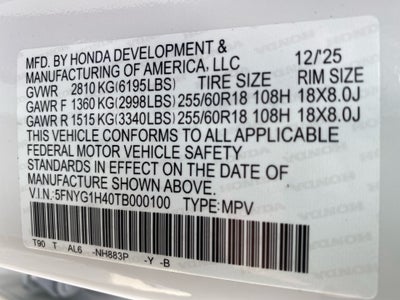 MFD. BY HONDA DEVELOPMENT & 12/'25
MANUFACTURING OF AMERICA, LLC
GVWR 2810 KG(6195LBS) TIRE SIZE RIM SIZE
GAWR F 1360 KG(2998LBS) 255/60R18 108H 18X8.0J
GAWR R 1515 KG(3340LBS) 255/60R18 108H 18X8.0J
THIS VEHICLE CONFORMS TO ALL APPLICABLE
FEDERAL MOTOR VEHICLE SAFETY
STANDARDS IN EFFECT ON THE DATE OF
MANUFACTURE SHOWN ABOVE.
V.I.N.:5FNYG1H40TB000100 TYPE:MPV
T90 T AL6 -NH883P -Y -B